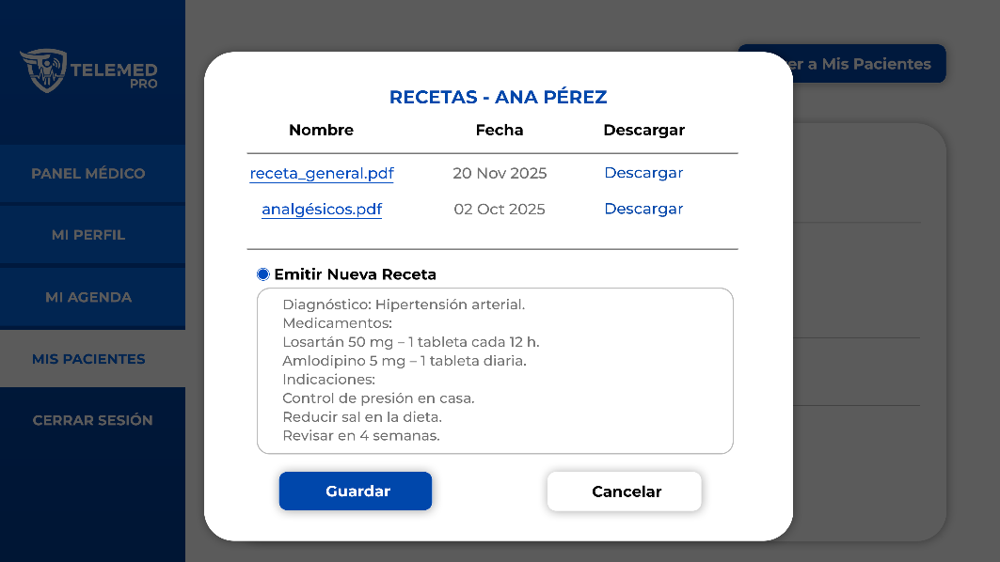 TELEMED
PRO
er a Mis Pacientes
PANEL MÉDICO
MI PERFIL
MI AGENDA
MIS PACIENTES
CERRAR SESIÓN
RECETAS - ANA PÉREZ
Nombre Fecha Descargar
receta_general.pdf 20 Nov 2025 Descargar
analgésicos.pdf 02 Oct 2025 Descargar
Emitir Nueva Receta
Diagnóstico: Hipertensión arterial.
Medicamentos:
Losartán 50 mg – 1 tableta cada 12 h.
Amlodipino 5 mg – 1 tableta diaria.
Indicaciones:
Control de presión en casa.
Reducir sal en la dieta.
Revisar en 4 semanas.
Guardar Cancelar